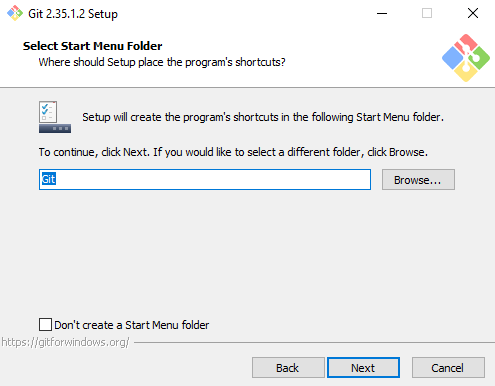 Git 2.35.1.2 Setup
Select Start Menu Folder
Where should Setup place the program's shortcuts?
Setup will create the program's shortcuts in the following Start Menu folder.
To continue, click Next. If you would like to select a different folder, click Browse.
Git
Browse...
Don't create a Start Menu folder
https://gitforwindows.org/
Back
Next
Cancel